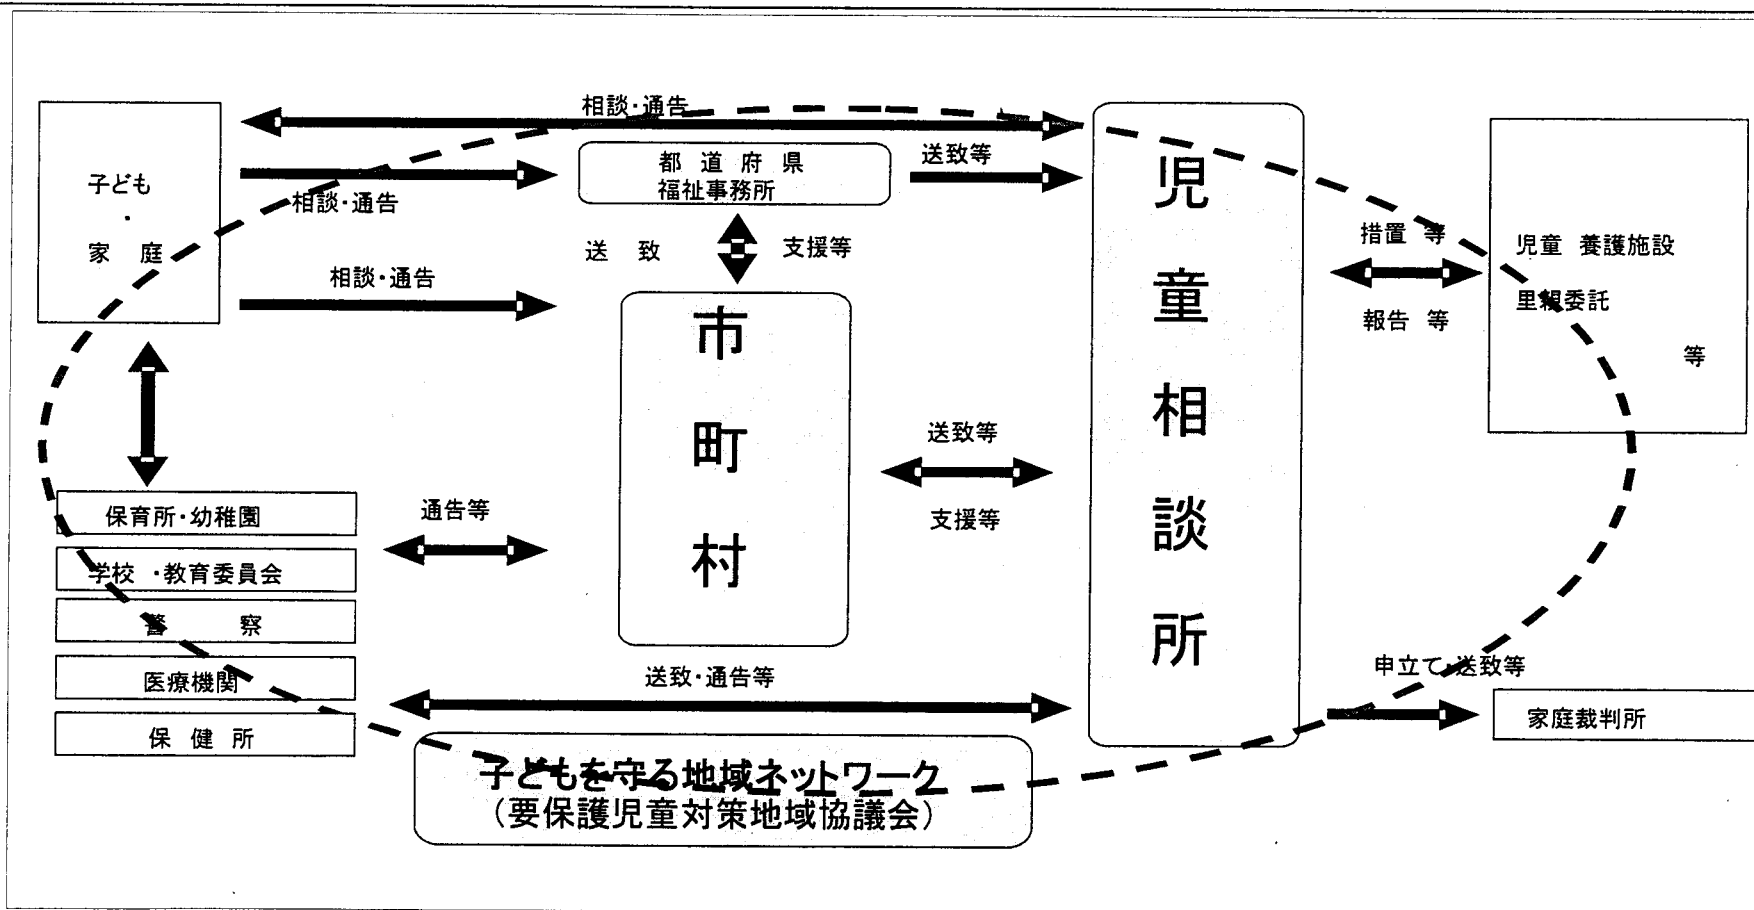 相談・通告
子ども
・
家 庭
都 道 府 県
福祉事務所
送致等
相談・通告
送 致
支援等
相談・通告
市町村
児童相談所
措置 等
報告 等
児童 養護施設
里親委託
等
送致等
支援等
通告等
保育所・幼稚園
学校 ・教育委員会
警 察
医療機関
保 健 所
送致・通告等
申立て・送致等
家庭裁判所
子どもを守る地域ネットワーク
（要保護児童対策地域協議会）